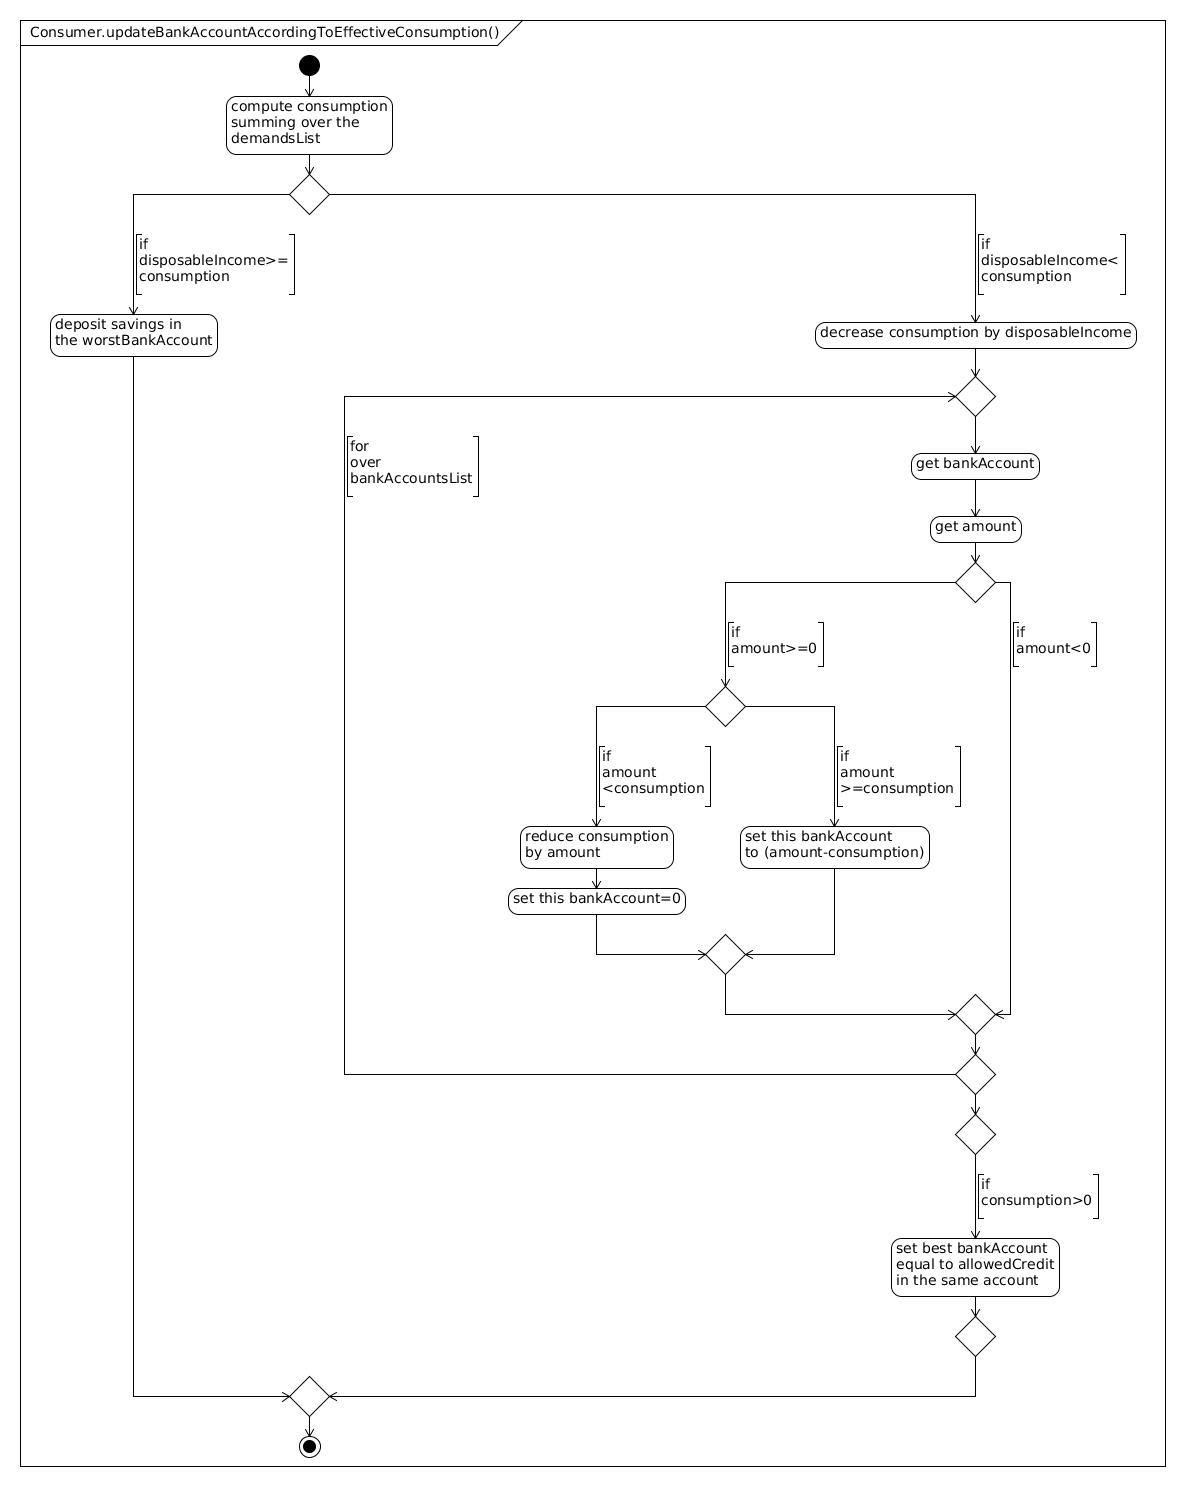 Consumer.updateBankAccountAccordingToEffectiveConsumption()
compute consumption
summing over the
demandsList
if
disposableIncome>=
consumption
if
disposableIncome<
consumption
deposit savings in
the worstBankAccount
decrease consumption by disposableIncome
for
over
bankAccountsList
get bankAccount
get amount
if
amount>=0
if
amount<0
if
amount
<consumption
if
amount
>=consumption
reduce consumption
by amount
set this bankAccount
to (amount-consumption)
set this bankAccount=0
if
consumption>0
set best bankAccount
equal to allowedCredit
in the same account